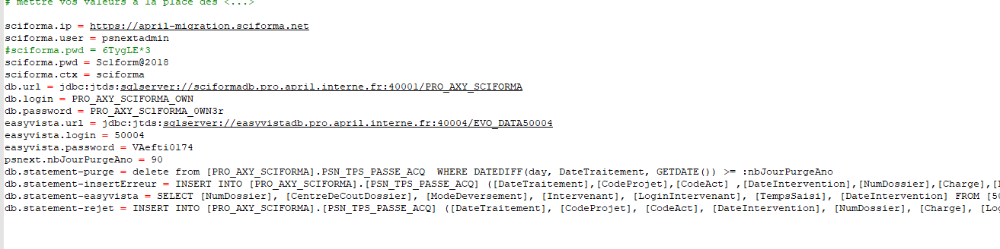 # mettre vos valeurs à la place des <...>
sciforma.ip = https://april-migration.sciforma.net
sciforma.user = psnextadmin
#sciforma.pwd = 6TygLE*3
sciforma.pwd = Sc1form@2018
sciforma.ctx = sciforma
db.url = jdbc:jtds:sqlserver://sciformadb.pro.april.interne.fr:40001/PRO_AXY_SCIFORMA
db.login = PRO_AXY_SCIFORMA_OWN
db.password = PRO_AXY_SC1FORMA_0WN3r
easyvista.url = jdbc:jtds:sqlserver://easyvistadb.pro.april.interne.fr:40004/EVO_DATA50004
easyvista.login = 50004
easyvista.password = VAefti0174
psnext.nbJourPurgeAno = 90
db.statement-purge = delete from [PRO_AXY_SCIFORMA].PSN_TPS_PASSE_ACQ  WHERE DATEDIFF(day, DateTraitement, GETDATE()) >= :nbJourPurgeAno
db.statement-insertErreur = INSERT INTO [PRO_AXY_SCIFORMA].[PSN_TPS_PASSE_ACQ] ([DateTraitement],[CodeProjet],[CodeAct] ,[DateIntervention],[NumDossier],[Charge],[
db.statement-easyvista = SELECT [NumDossier], [CentreDeCoutDossier], [ModeDeversement], [Intervenant], [LoginIntervenant], [TempsSaisi], [DateIntervention] FROM [50
db.statement-rejet = INSERT INTO [PRO_AXY_SCIFORMA].[PSN_TPS_PASSE_ACQ] ([DateTraitement], [CodeProjet], [CodeAct], [DateIntervention], [NumDossier], [Charge], [Lo